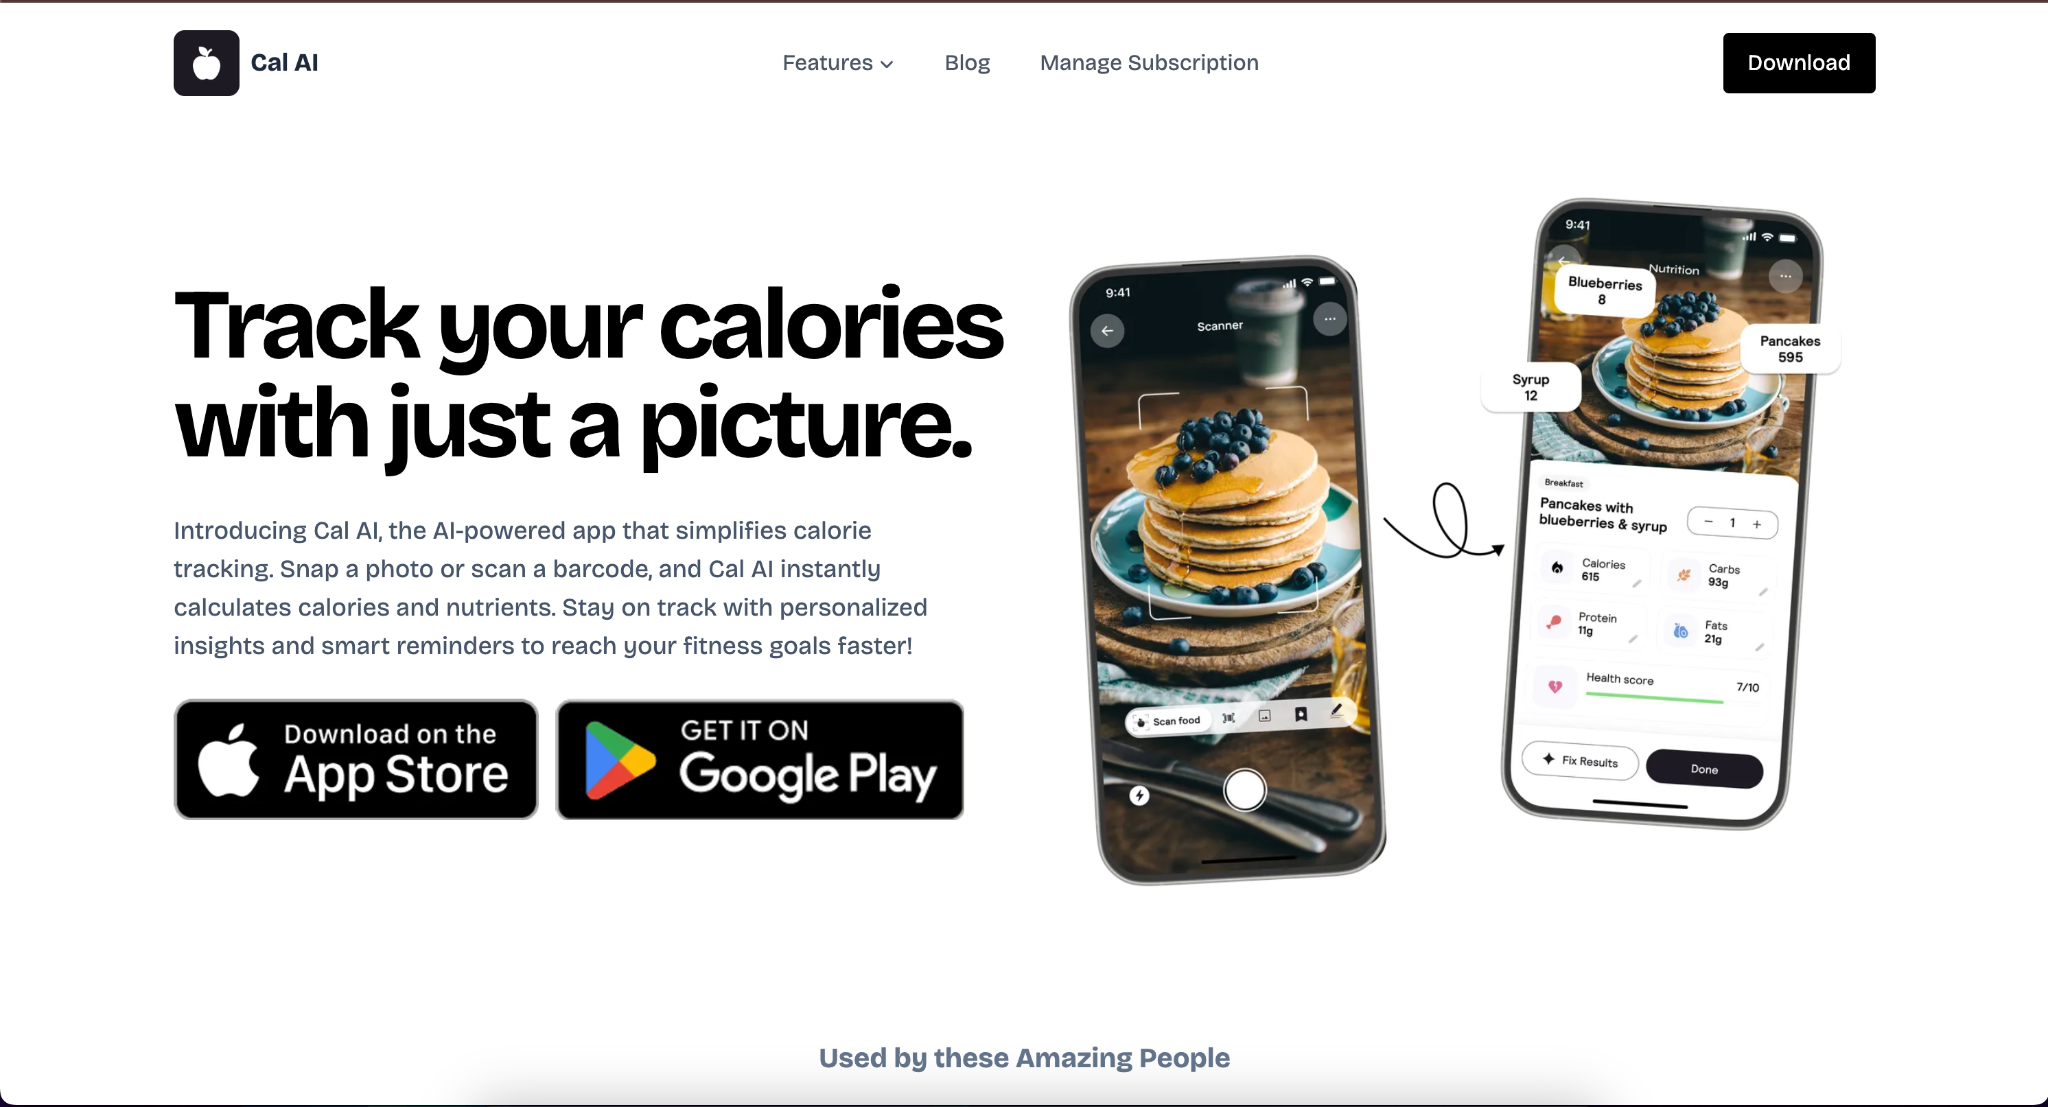 Cal AI
Features
Blog
Manage Subscription
Download
Track your calories
with just a picture.
Introducing Cal AI, the AI-powered app that simplifies calorie
tracking. Snap a photo or scan a barcode, and Cal AI instantly
calculates calories and nutrients. Stay on track with personalized
insights and smart reminders to reach your fitness goals faster!
Download on the
App Store
GET IT ON
Google Play
9:41
Scanner
Scan food
9:41
Nutrition
Blueberries
8
Pancakes
595
Syrup
12
Breakfast
Pancakes with
blueberries & syrup
− 1 +
Calories
615
Carbs
93g
Protein
11g
Fats
21g
Health score
7/10
Fix Results
Done
Used by these Amazing People